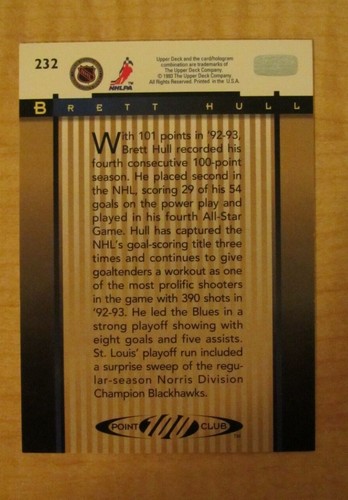 232
NHLPA
Upper Deck and the card/hologram
combination are trademarks of
The Upper Deck Company.
© 1993 The Upper Deck Company.
All Rights Reserved. Printed in the U.S.A.
BRETT HULL
With 101 points in '92-93,
Brett Hull recorded his
fourth consecutive 100-point
season. He placed second in
the NHL, scoring 29 of his 54
goals on the power play and
played in his fourth All-Star
Game. Hull has captured the
NHL's goal-scoring title three
times and continues to give
goaltenders a workout as one
of the most prolific shooters
in the game with 390 shots in
'92-93. He led the Blues in a
strong playoff showing with
eight goals and five assists.
St. Louis' playoff run included
a surprise sweep of the regu-
lar-season Norris Division
Champion Blackhawks.
POINT 100 CLUB